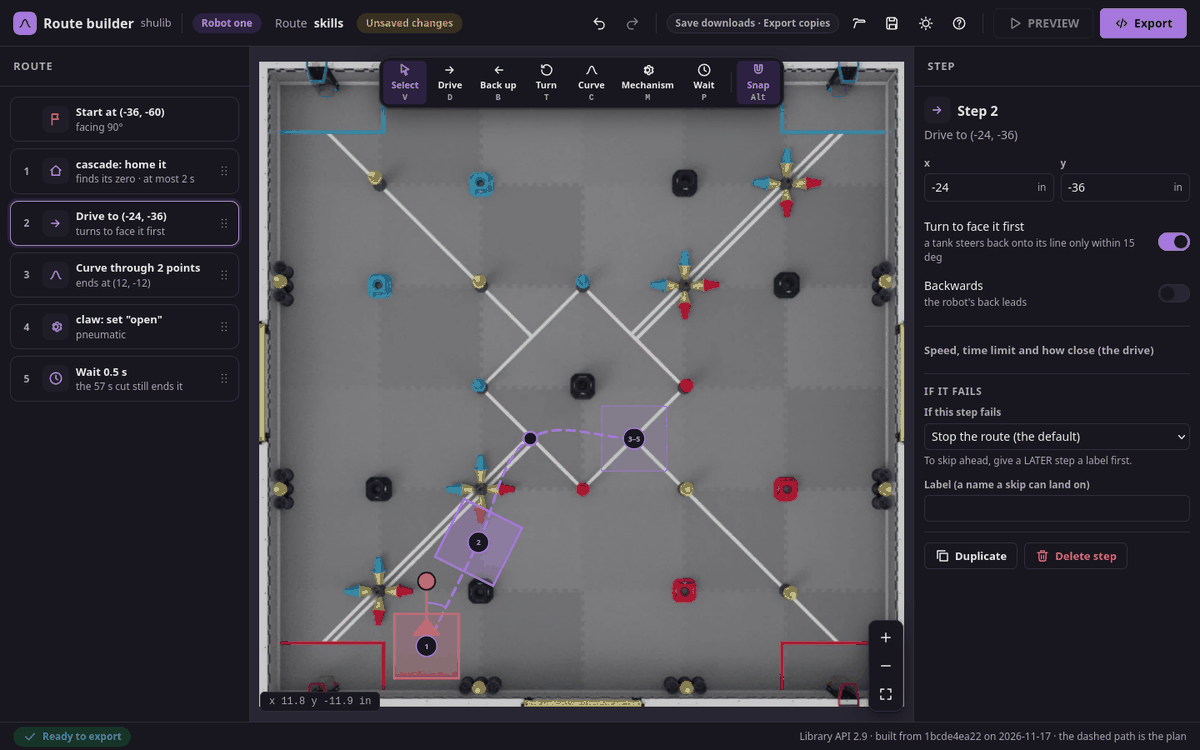 Route builder shulib Robot one Route skills Unsaved changes Save downloads · Export copies PREVIEW Export
ROUTE
Start at (-36, -60)
facing 90°
1 cascade: home it
finds its zero · at most 2 s
2 Drive to (-24, -36)
turns to face it first
3 Curve through 2 points
ends at (12, -12)
4 claw: set "open"
pneumatic
5 Wait 0.5 s
the 57 s cut still ends it
Select Drive Back up Turn Curve Mechanism Wait Snap
V D B T C M P Alt
3–5
2
1
x 11.8 y -11.9 in
STEP
Step 2
Drive to (-24, -36)
x y
-24 in -36 in
Turn to face it first
a tank steers back onto its line only within 15
deg
Backwards
the robot's back leads
Speed, time limit and how close (the drive)
IF IT FAILS
If this step fails
Stop the route (the default)
To skip ahead, give a LATER step a label first.
Label (a name a skip can land on)
Duplicate Delete step
Ready to export
Library API 2.9 · built from 1bcde4ea22 on 2026-11-17 · the dashed path is the plan